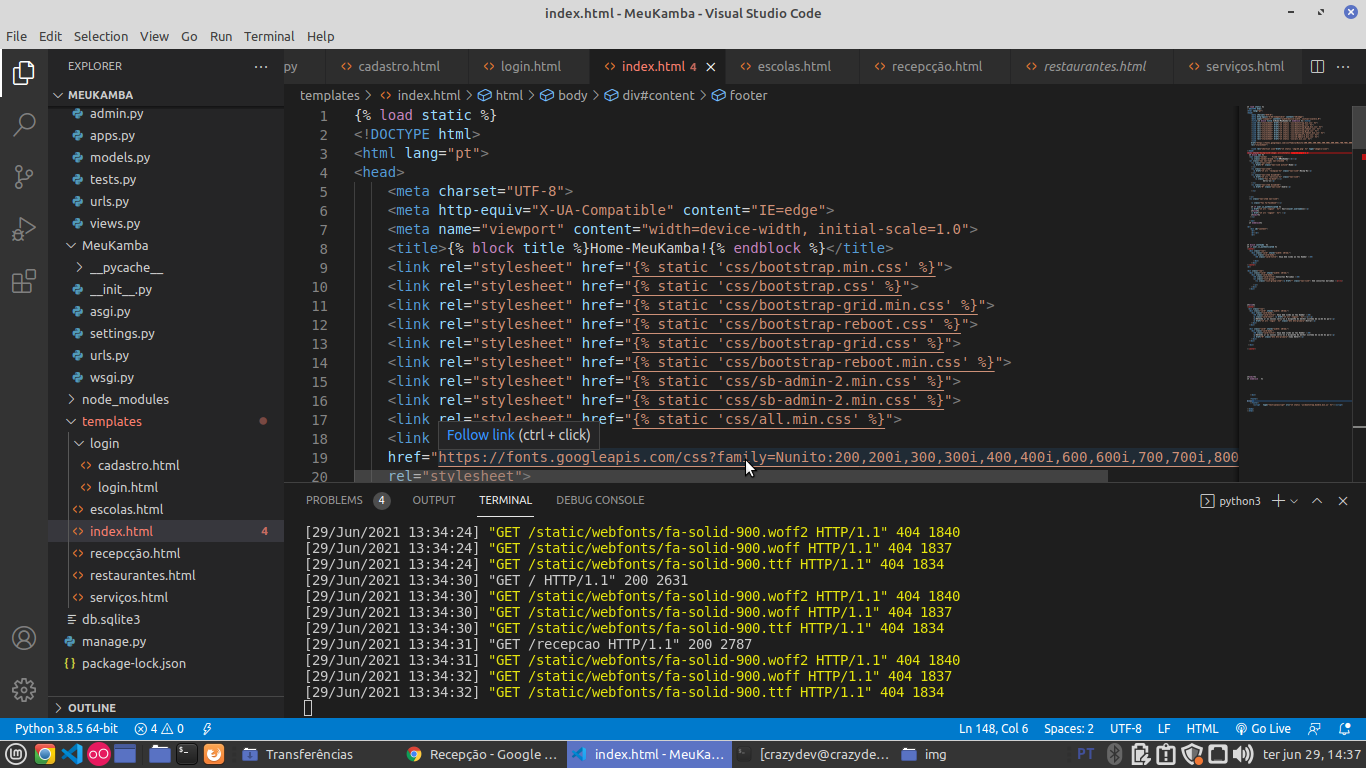 index.html - MeuKamba - Visual Studio Code
File Edit Selection View Go Run Terminal Help
EXPLORER
MEUKAMBA
admin.py
apps.py
models.py
tests.py
urls.py
views.py
MeuKamba
__pycache__
__init__.py
asgi.py
settings.py
urls.py
wsgi.py
node_modules
templates
login
cadastro.html
login.html
escolas.html
index.html 4
recepcção.html
restaurantes.html
serviços.html
db.sqlite3
manage.py
package-lock.json
OUTLINE
py cadastro.html login.html index.html 4 escolas.html recepcção.html restaurantes.html serviços.html
templates > index.html > html > body > div#content > footer
1 {% load static %}
2 <!DOCTYPE html>
3 <html lang="pt">
4 <head>
5 <meta charset="UTF-8">
6 <meta http-equiv="X-UA-Compatible" content="IE=edge">
7 <meta name="viewport" content="width=device-width, initial-scale=1.0">
8 <title>{% block title %}Home-MeuKamba!{% endblock %}</title>
9 <link rel="stylesheet" href="{% static 'css/bootstrap.min.css' %}">
10 <link rel="stylesheet" href="{% static 'css/bootstrap.css' %}">
11 <link rel="stylesheet" href="{% static 'css/bootstrap-grid.min.css' %}">
12 <link rel="stylesheet" href="{% static 'css/bootstrap-reboot.css' %}">
13 <link rel="stylesheet" href="{% static 'css/bootstrap-grid.css' %}">
14 <link rel="stylesheet" href="{% static 'css/bootstrap-reboot.min.css' %}">
15 <link rel="stylesheet" href="{% static 'css/sb-admin-2.min.css' %}">
16 <link rel="stylesheet" href="{% static 'css/sb-admin-2.min.css' %}">
17 <link rel="stylesheet" href="{% static 'css/all.min.css' %}">
18 <link
Follow link (ctrl + click)
19 href="https://fonts.googleapis.com/css?family=Nunito:200,200i,300,300i,400,400i,600,600i,700,700i,800
20 rel="stylesheet">
PROBLEMS 4 OUTPUT TERMINAL DEBUG CONSOLE python3
[29/Jun/2021 13:34:24] "GET /static/webfonts/fa-solid-900.woff2 HTTP/1.1" 404 1840
[29/Jun/2021 13:34:24] "GET /static/webfonts/fa-solid-900.woff HTTP/1.1" 404 1837
[29/Jun/2021 13:34:24] "GET /static/webfonts/fa-solid-900.ttf HTTP/1.1" 404 1834
[29/Jun/2021 13:34:30] "GET / HTTP/1.1" 200 2631
[29/Jun/2021 13:34:30] "GET /static/webfonts/fa-solid-900.woff2 HTTP/1.1" 404 1840
[29/Jun/2021 13:34:30] "GET /static/webfonts/fa-solid-900.woff HTTP/1.1" 404 1837
[29/Jun/2021 13:34:30] "GET /static/webfonts/fa-solid-900.ttf HTTP/1.1" 404 1834
[29/Jun/2021 13:34:31] "GET /recepcao HTTP/1.1" 200 2787
[29/Jun/2021 13:34:31] "GET /static/webfonts/fa-solid-900.woff2 HTTP/1.1" 404 1840
[29/Jun/2021 13:34:32] "GET /static/webfonts/fa-solid-900.woff HTTP/1.1" 404 1837
[29/Jun/2021 13:34:32] "GET /static/webfonts/fa-solid-900.ttf HTTP/1.1" 404 1834
Python 3.8.5 64-bit 4 0 Ln 148, Col 6 Spaces: 2 UTF-8 LF HTML Go Live
Transferências Recepção - Google ... index.html - MeuKa... [crazydev@crazyde... img PT ter jun 29, 14:37